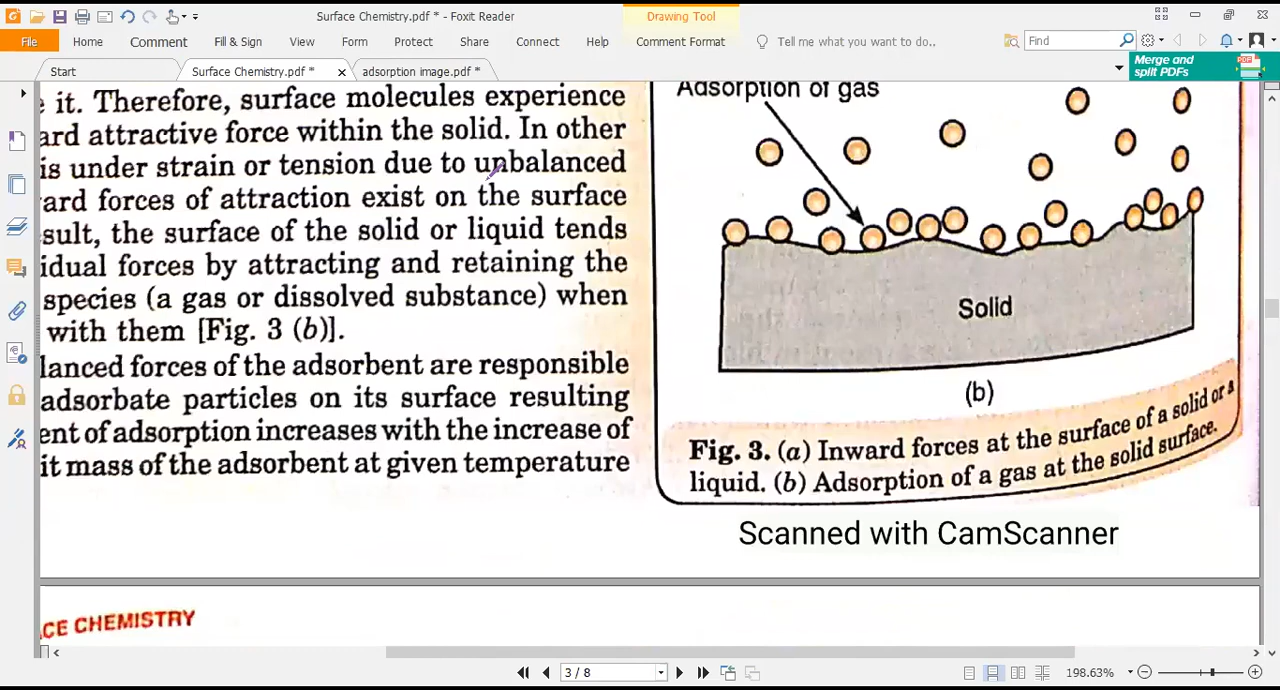 Surface Chemistry.pdf * - Foxit Reader
Drawing Tool
File Home Comment Fill & Sign View Form Protect Share Connect Help Comment Format Tell me what you want to do.. Find
Start Surface Chemistry.pdf * adsorption image.pdf *
Merge and
split PDFs
e it. Therefore, surface molecules experience
ard attractive force within the solid. In other
is under strain or tension due to unbalanced
ard forces of attraction exist on the surface
sult, the surface of the solid or liquid tends
idual forces by attracting and retaining the
species (a gas or dissolved substance) when
with them [Fig. 3 (b)].
lanced forces of the adsorbent are responsible
adsorbate particles on its surface resulting
ent of adsorption increases with the increase of
it mass of the adsorbent at given temperature
Adsorption of gas
Solid
(b)
Fig. 3. (a) Inward forces at the surface of a solid or a
liquid. (b) Adsorption of a gas at the solid surface.
Scanned with CamScanner
CE CHEMISTRY
3 / 8
198.63%